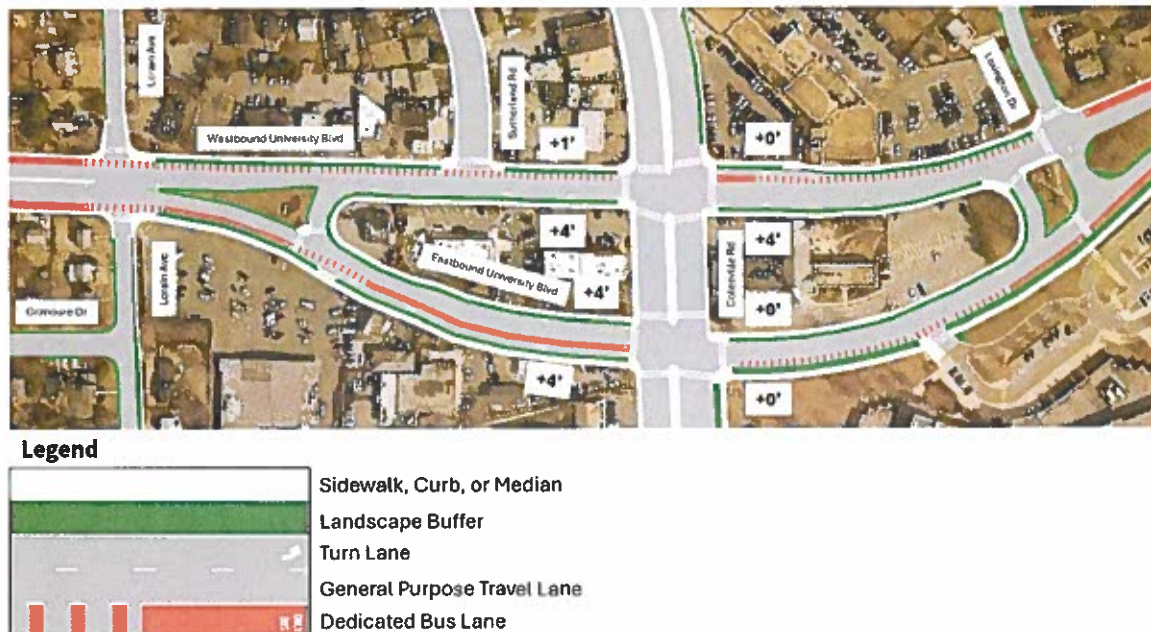 Lorain Ave
Sutherland Rd
Lexington Dr
Westbound University Blvd
+1'
+0'
+4'
+4'
Lorain Ave
Eastbound University Blvd
+4'
Colesville Rd
+0'
Gilmoure Dr
+4'
+0'
Legend
Sidewalk, Curb, or Median
Landscape Buffer
Turn Lane
General Purpose Travel Lane
Dedicated Bus Lane